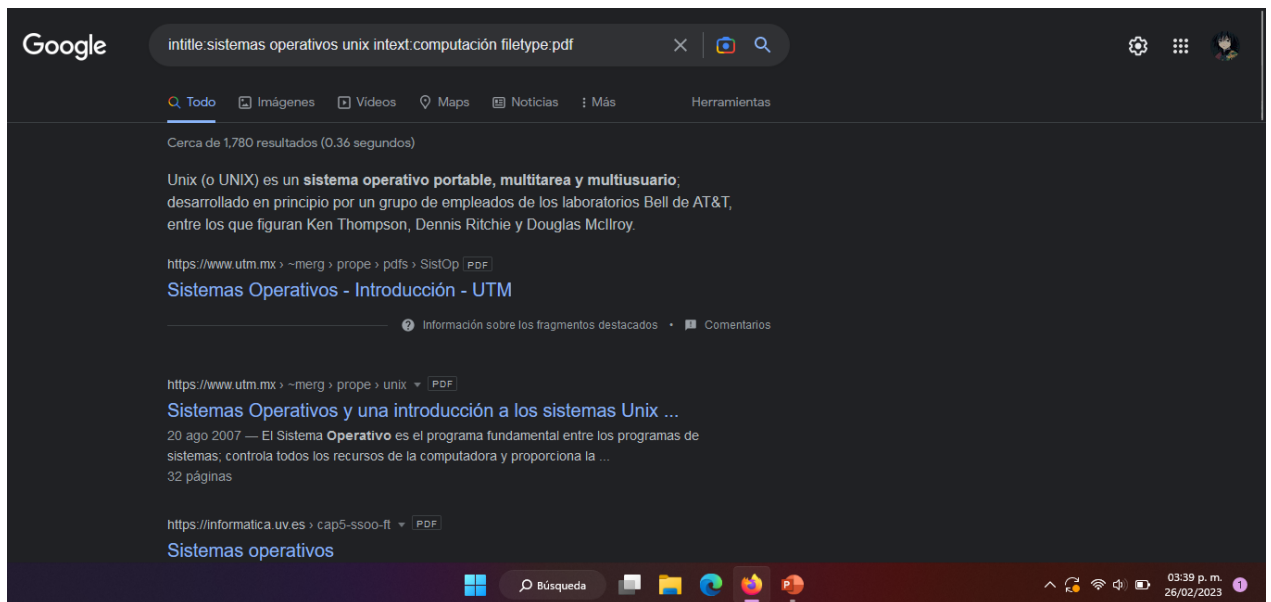 Google
intitle:sistemas operativos unix intext:computación filetype:pdf
Todo Imágenes Videos Maps Noticias Más Herramientas
Cerca de 1,780 resultados (0.36 segundos)
Unix (o UNIX) es un sistema operativo portable, multitarea y multiusuario;
desarrollado en principio por un grupo de empleados de los laboratorios Bell de AT&T,
entre los que figuran Ken Thompson, Dennis Ritchie y Douglas McIlroy.
https://www.utm.mx › ~merg › prope › pdfs › SistOp PDF
Sistemas Operativos - Introducción - UTM
Información sobre los fragmentos destacados • Comentarios
https://www.utm.mx › ~merg › prope › unix PDF
Sistemas Operativos y una introducción a los sistemas Unix ...
20 ago 2007 — El Sistema Operativo es el programa fundamental entre los programas de
sistemas; controla todos los recursos de la computadora y proporciona la ...
32 páginas
https://informatica.uv.es › cap5-ssoo-ft PDF
Sistemas operativos
Búsqueda
03:39 p. m.
26/02/2023
1